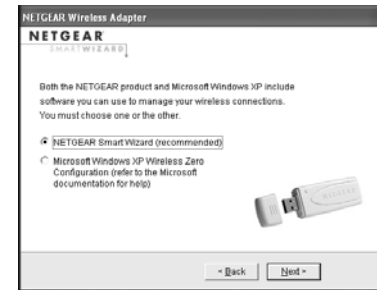 NETGEAR Wireless Adapter
NETGEAR
SMARTWIZARD
Both the NETGEAR product and Microsoft Windows XP include
software you can use to manage your wireless connections.
You must choose one or the other.
NETGEAR Smart Wizard (recommended)
Microsoft Windows XP Wireless Zero
Configuration (refer to the Microsoft
documentation for help)
NETGEAR
< Back
Next >